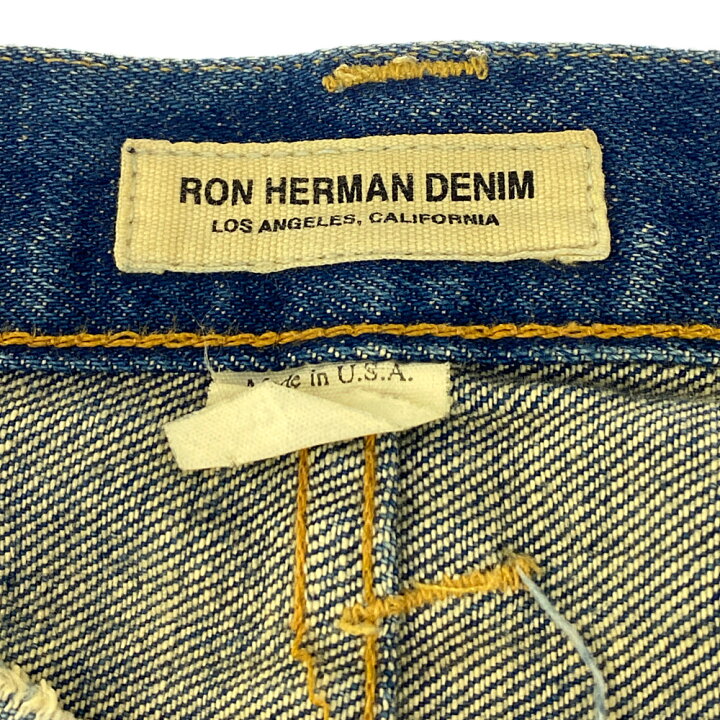 RON HERMAN DENIM
LOS ANGELES, CALIFORNIA
Made in U.S.A.